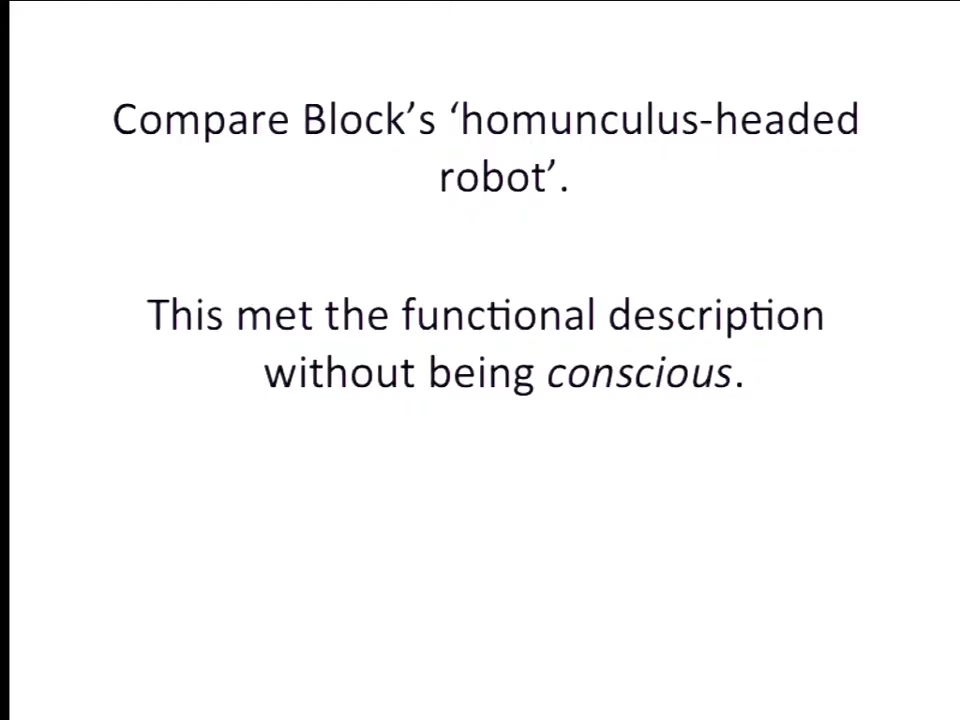 Compare Block’s ‘homunculus-headed
robot’.
This met the functional description
without being conscious.